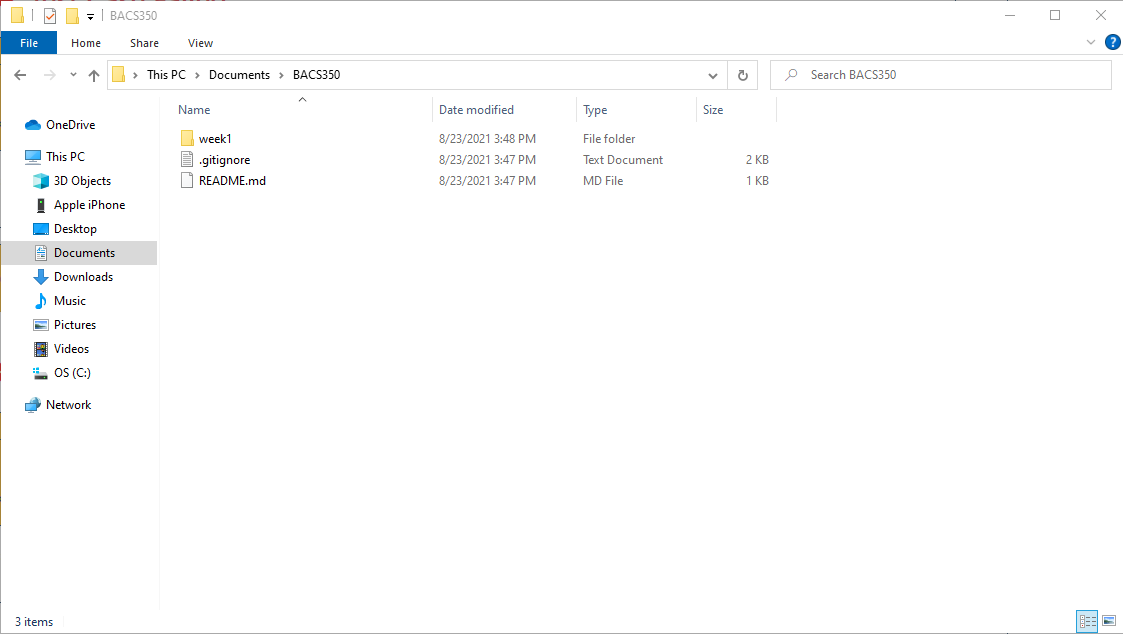 BACS350
File Home Share View
This PC Documents BACS350
Search BACS350
Name Date modified Type Size
week1 8/23/2021 3:48 PM File folder
.gitignore 8/23/2021 3:47 PM Text Document 2 KB
README.md 8/23/2021 3:47 PM MD File 1 KB
OneDrive
This PC
3D Objects
Apple iPhone
Desktop
Documents
Downloads
Music
Pictures
Videos
OS (C:)
Network
3 items